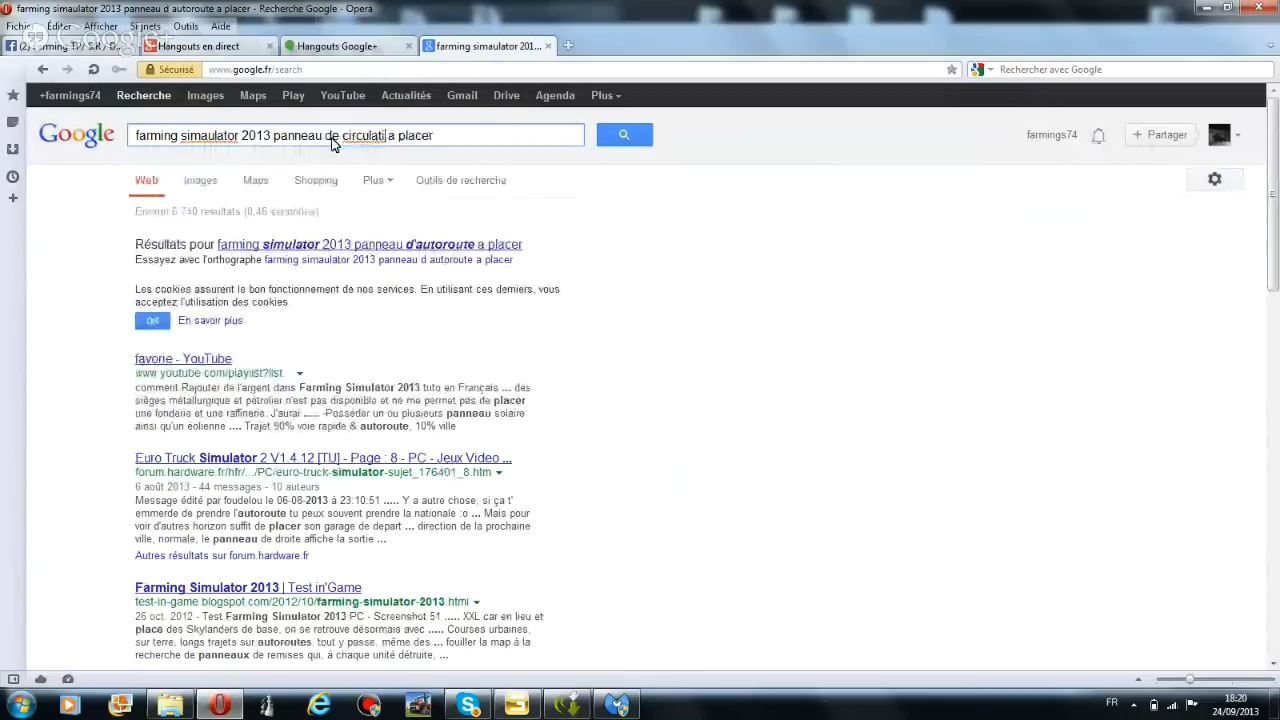 farming simaulator 2013 panneau d autoroute a placer - Recherche Google - Opera
Fichier Éditer Afficher Signets Outils Aide
Google+
(2) Farming TP/ S.R / D... Hangouts en direct Hangouts Google+ farming simaulator 201...
Sécurisé www.google.fr/search Rechercher avec Google
+farmings74 Recherche Images Maps Play YouTube Actualités Gmail Drive Agenda Plus
Google farming simaulator 2013 panneau de circulati a placer farmings74 + Partager
Web Images Maps Shopping Plus Outils de recherche
Environ 6 740 résultats (0,46 secondes)
Résultats pour farming simulator 2013 panneau d'autoroute a placer
Essayez avec l'orthographe farming simaulator 2013 panneau d autoroute a placer
Les cookies assurent le bon fonctionnement de nos services. En utilisant ces derniers, vous
acceptez l'utilisation des cookies.
OK En savoir plus
favorie - YouTube
www.youtube.com/playlist?list
comment Rajouter de l'argent dans Farming Simulator 2013 tuto en Français ... des
sièges métallurgique et pétrolier n'est pas disponible et ne me permet pas de placer
une fonderie et une raffinerie. J'aurai ..... -Posséder un ou plusieurs panneau solaire
ainsi qu'un éolienne .... Trajet 90% voie rapide & autoroute, 10% ville
Euro Truck Simulator 2 V1.4.12 [TU] - Page : 8 - PC - Jeux Video ...
forum.hardware.fr/hfr/.../PC/euro-truck-simulator-sujet_176401_8.htm
6 août 2013 - 44 messages - 10 auteurs
Message édité par foudelou le 06-08-2013 à 23:10:51 ..... Y a autre chose, si ça t'
emmerde de prendre l'autoroute tu peux souvent prendre la nationale :o ... Mais pour
voir d'autres horizon suffit de placer son garage de depart ... direction de la prochaine
ville, normale, le panneau de droite affiche la sortie ...
Autres résultats sur forum.hardware.fr
Farming Simulator 2013 | Test in'Game
test-in-game.blogspot.com/2012/10/farming-simulator-2013.html
26 oct. 2012 - Test Farming Simulator 2013 PC - Screenshot 51 ..... XXL car en lieu et
place des Skylanders de base, on se retrouve désormais avec ..... Courses urbaines,
sur terre, longs trajets sur autoroutes, tout y passe, même des ... fouiller la map à la
recherche de panneaux de remises qui, à chaque unité détruite, ...
FR 18:20
24/09/2013